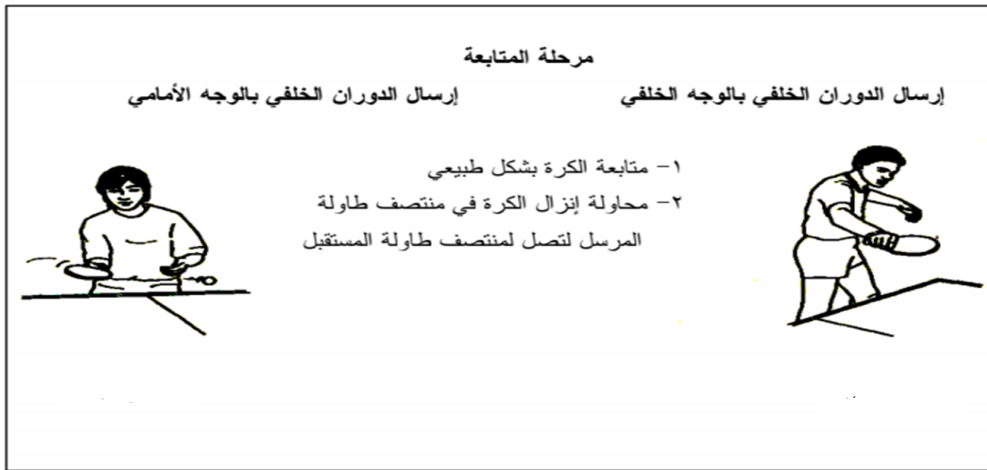 مرحلة المتابعة
إرسال الدوران الخلفي بالوجه الخلفي
إرسال الدوران الخلفي بالوجه الأمامي
١- متابعة الكرة بشكل طبيعي
٢- محاولة إنزال الكرة في منتصف طاولة
المرسل لتصل لمنتصف طاولة المستقبل